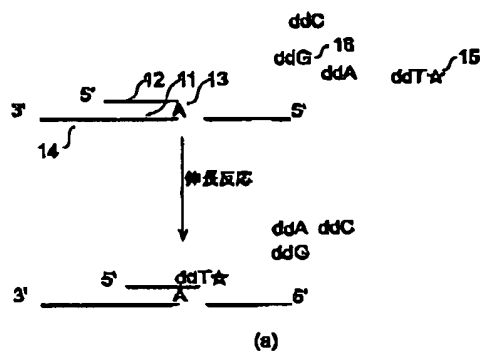 ddC
ddG 16
ddA
ddT☆ 15
12 11 13
5'
3' A 5'
14
伸長反応
ddA ddC
ddG
5' ddT☆
3' A 5'
(a)